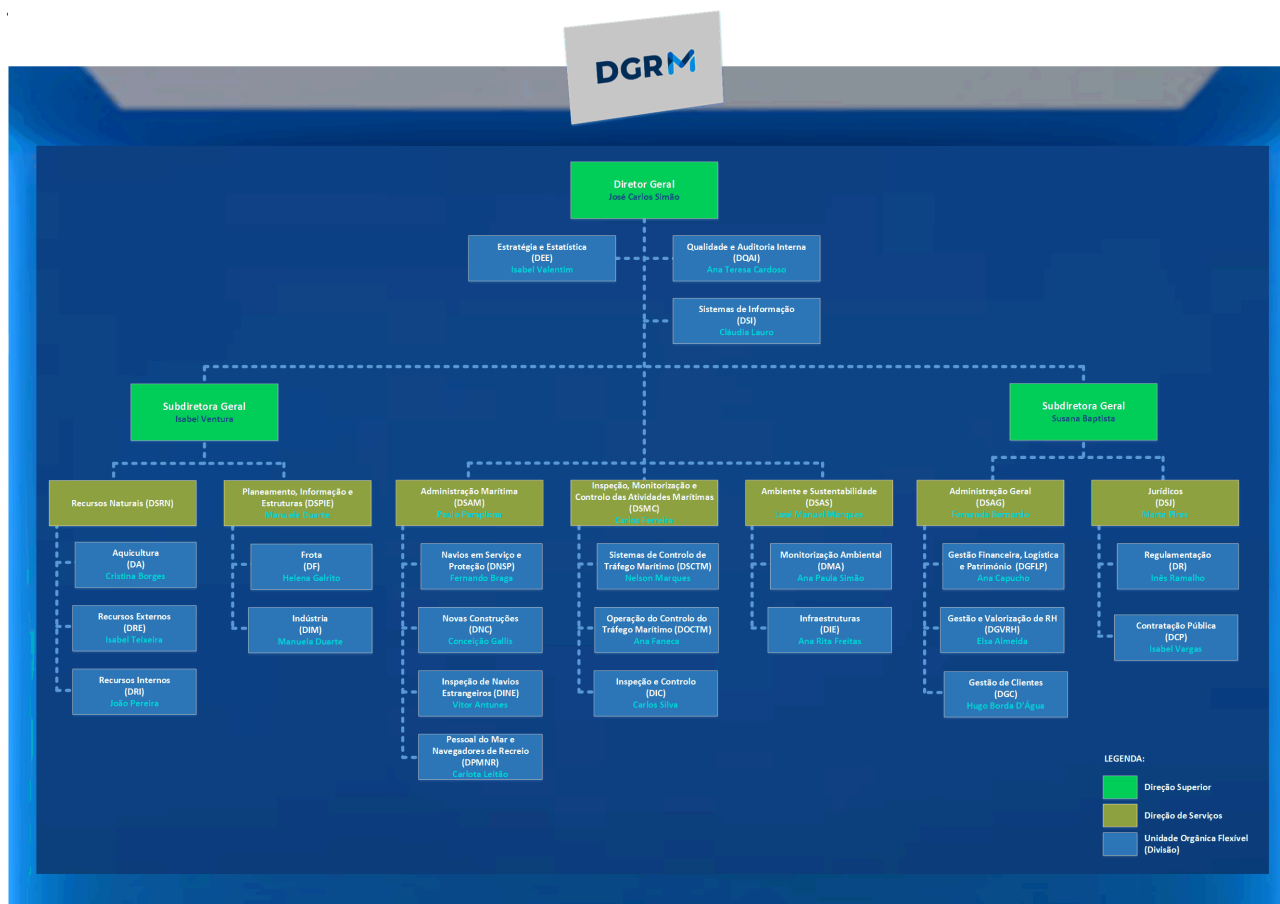 DGRM
Diretor Geral
José Carlos Simão
Estratégia e Estatística
(DEE)
Isabel Valentim
Qualidade e Auditoria Interna
(DQAI)
Ana Teresa Cardoso
Sistemas de Informação
(DSI)
Cláudia Lauro
Subdiretora Geral
Isabel Ventura
Subdiretora Geral
Susana Baptista
Recursos Naturais (DSRN)
Planeamento, Informação e
Estruturas (DSPIE)
Manuela Duarte
Administração Marítima
(DSAM)
Inspeção, Monitorização e
Controlo das Atividades Marítimas
(DSMC)
Carlos Ferreira
Ambiente e Sustentabilidade
(DSAS)
José Manuel Marques
Administração Geral
(DSAG)
Fernanda
Jurídicos
(DSJ)
Aquicultura
(DA)
Cristina Borges
Recursos Externos
(DRE)
Isabel Teixeira
Recursos Internos
(DRI)
João Pereira
Frota
(DF)
Helena Galrito
Indústria
(DIM)
Manuela Duarte
Navios em Serviço e
Proteção (DNSP)
Fernando Braga
Novas Construções
(DNC)
Conceição Gallis
Inspeção de Navios
Estrangeiros (DINE)
Vitor Antunes
Pessoal do Mar e
Navegadores de Recreio
(DPMNR)
Carlota Leitão
Sistemas de Controlo de
Tráfego Marítimo (DSCTM)
Nelson Marques
Operação do Controlo do
Tráfego Marítimo (DOCTM)
Ana Faneca
Inspeção e Controlo
(DIC)
Carlos Silva
Monitorização Ambiental
(DMA)
Ana Paula Simão
Infraestruturas
(DIE)
Ana Rita Freitas
Gestão Financeira, Logística
e Património (DGFLP)
Ana Capucho
Gestão e Valorização de RH
(DGVRH)
Elsa Almeida
Gestão de Clientes
(DGC)
Hugo Borda D'Água
Regulamentação
(DR)
Inês Ramalho
Contratação Pública
(DCP)
Isabel Vargas
LEGENDA:
Direção Superior
Direção de Serviços
Unidade Orgânica Flexível
(Divisão)